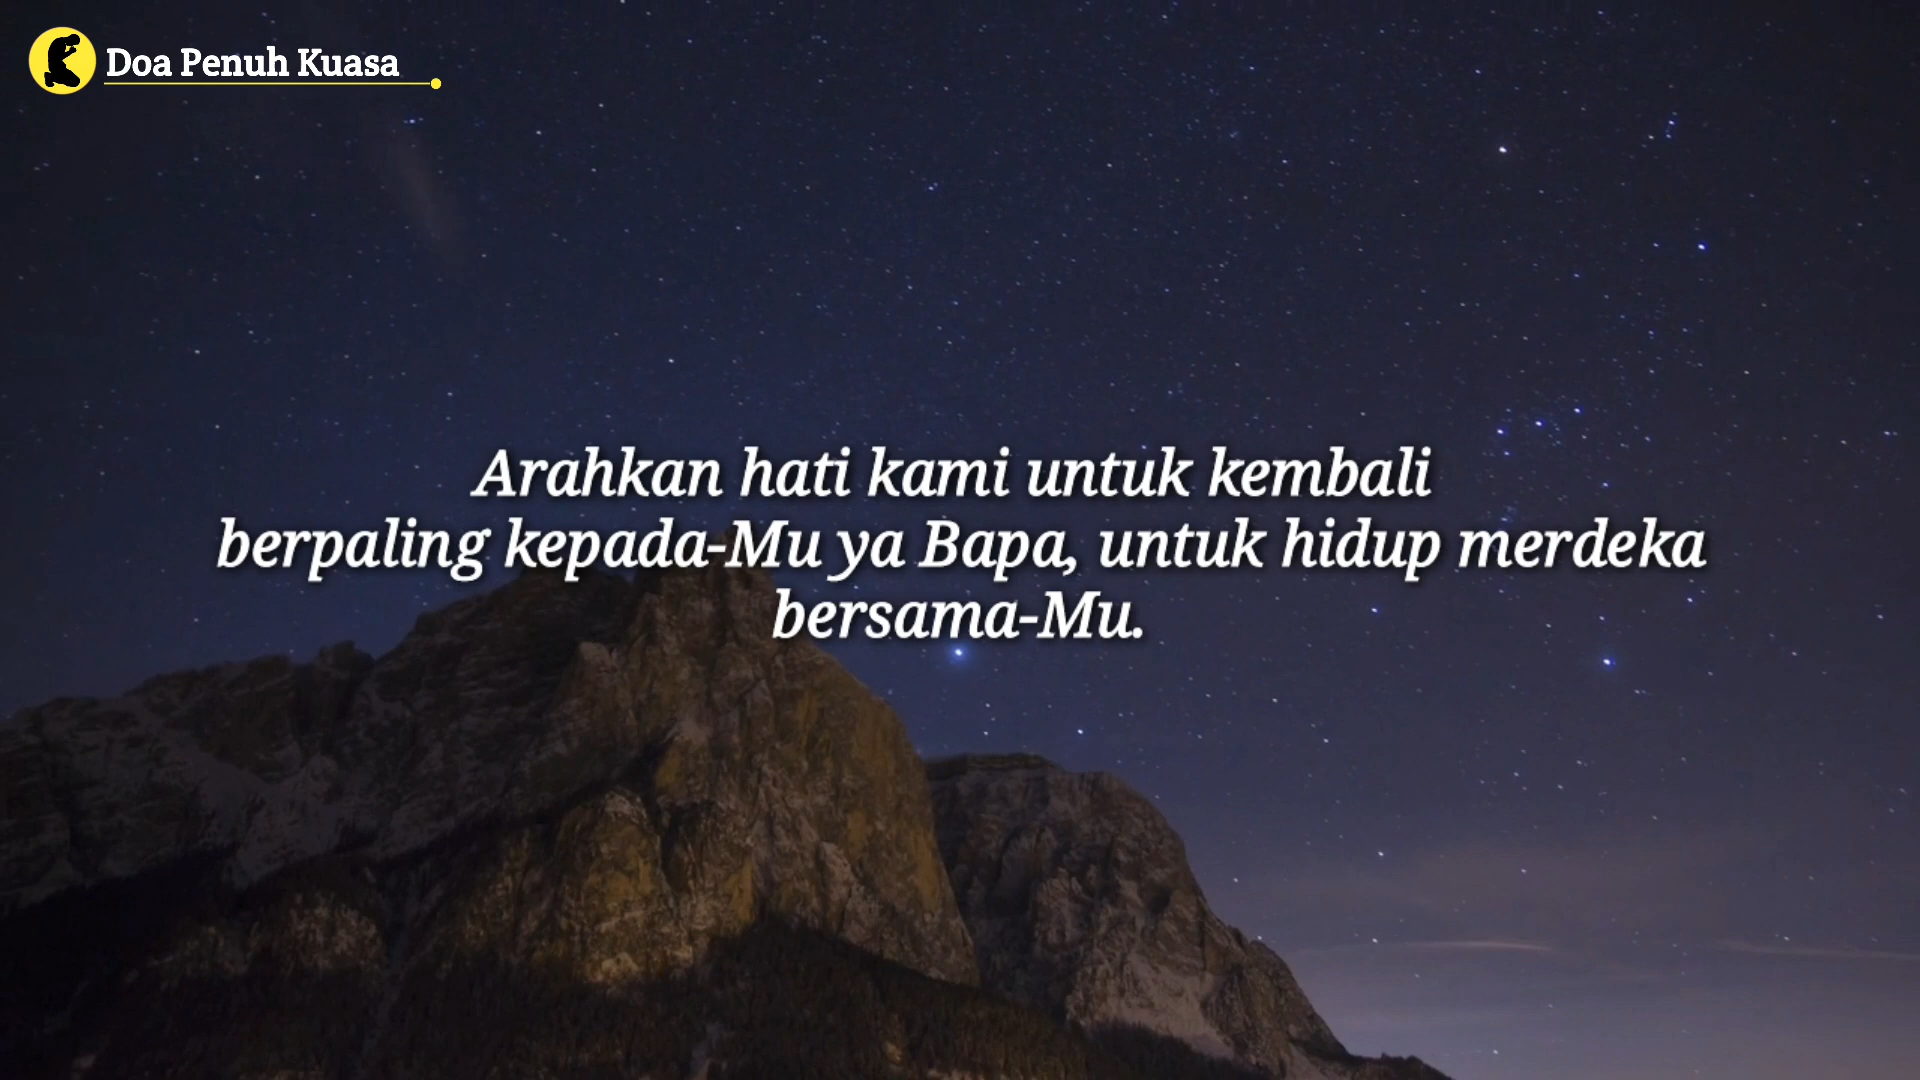 Doa Penuh Kuasa
Arahkan hati kami untuk kembali
berpaling kepada-Mu ya Bapa, untuk hidup merdeka
bersama-Mu.